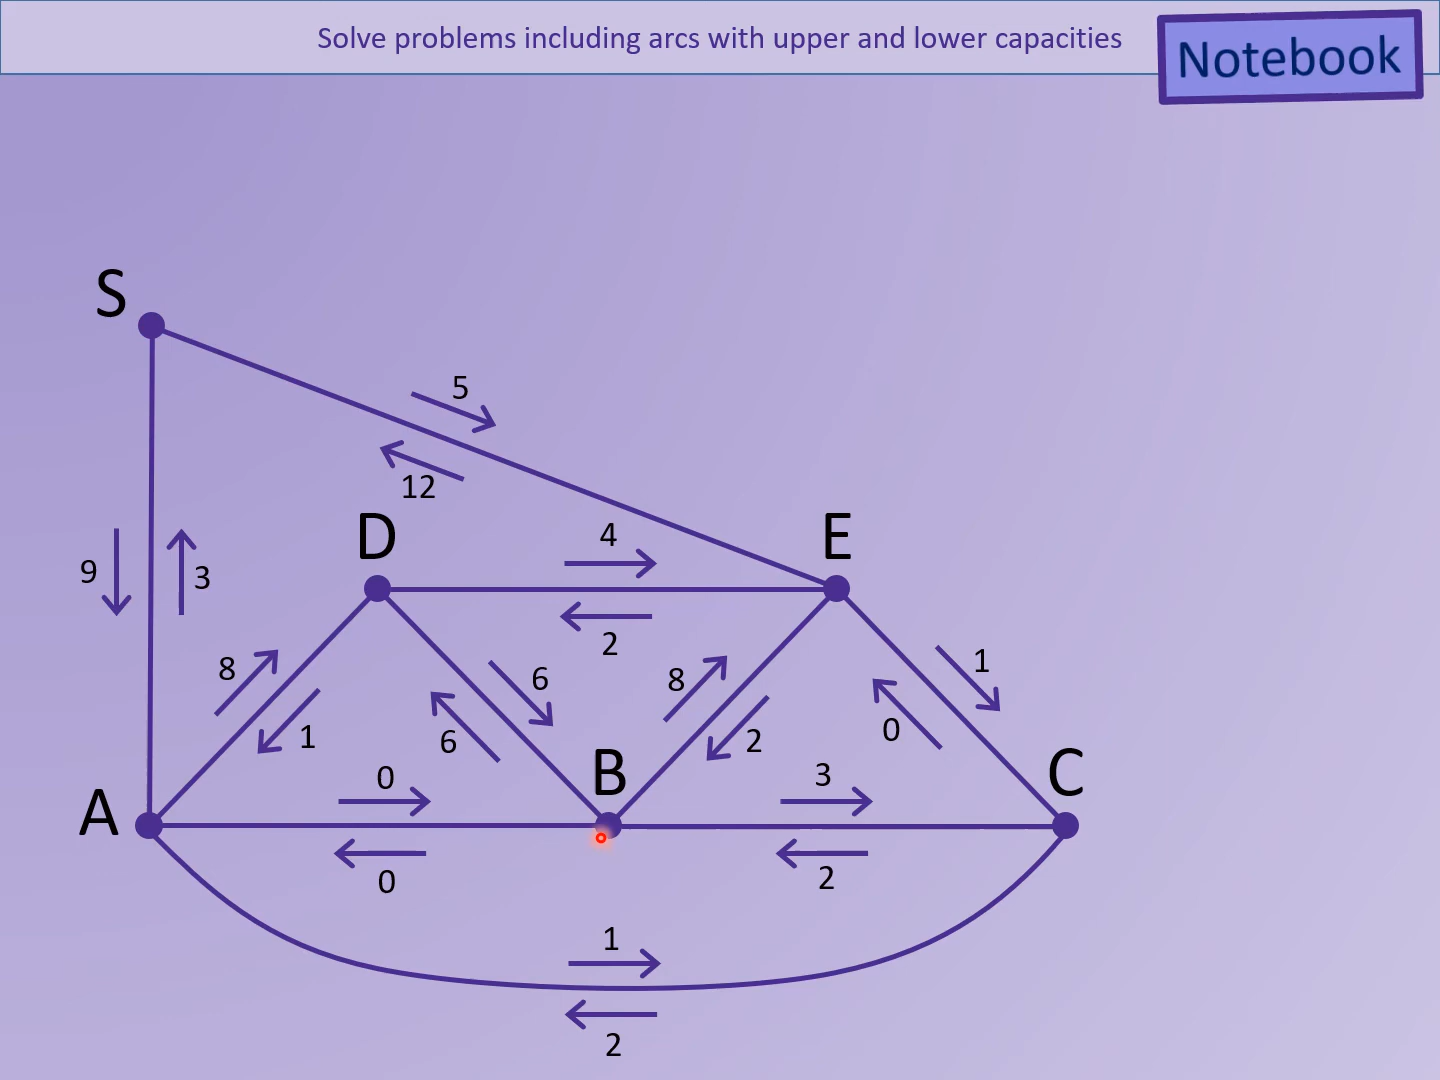 Solve problems including arcs with upper and lower capacities
Notebook
S
5
12
D
4
E
9
3
2
8
6
8
1
1
6
2
0
0
B
3
C
A
0
2
1
2